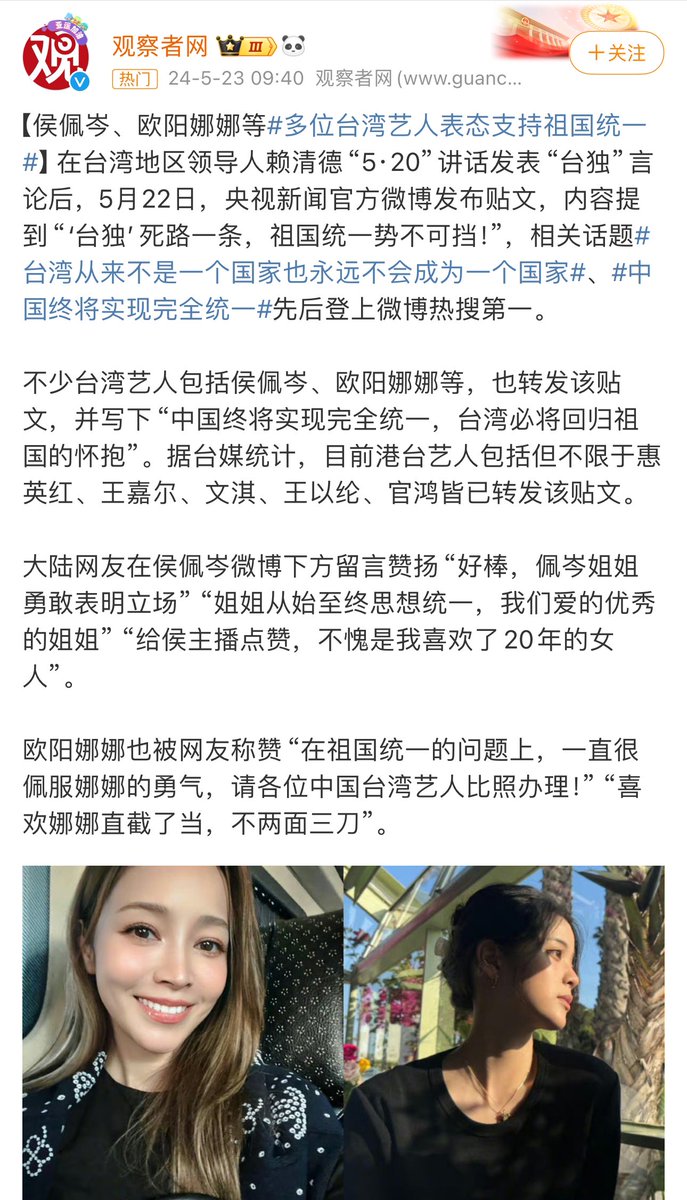 观
亚运部落
观察者网 III
+关注
热门 24-5-23 09:40 观察者网(www.guanc...
【侯佩岑、欧阳娜娜等#多位台湾艺人表态支持祖国统一
#】在台湾地区领导人赖清德“5·20”讲话发表“台独”言
论后，5月22日，央视新闻官方微博发布贴文，内容提
到“‘台独’死路一条，祖国统一势不可挡！”，相关话题#
台湾从来不是一个国家也永远不会成为一个国家#、#中
国终将实现完全统一#先后登上微博热搜第一。
不少台湾艺人包括侯佩岑、欧阳娜娜等，也转发该贴
文，并写下“中国终将实现完全统一，台湾必将回归祖
国的怀抱”。据台媒统计，目前港台艺人包括但不限于惠
英红、王嘉尔、文淇、王以纶、官鸿皆已转发该贴文。
大陆网友在侯佩岑微博下方留言赞扬“好棒，佩岑姐姐
勇敢表明立场”“姐姐从始至终思想统一，我们爱的优秀
的姐姐”“给侯主播点赞，不愧是我喜欢了20年的女
人”。
欧阳娜娜也被网友称赞“在祖国统一的问题上，一直很
佩服娜娜的勇气，请各位中国台湾艺人比照办理！”“喜
欢娜娜直截了当，不两面三刀”。